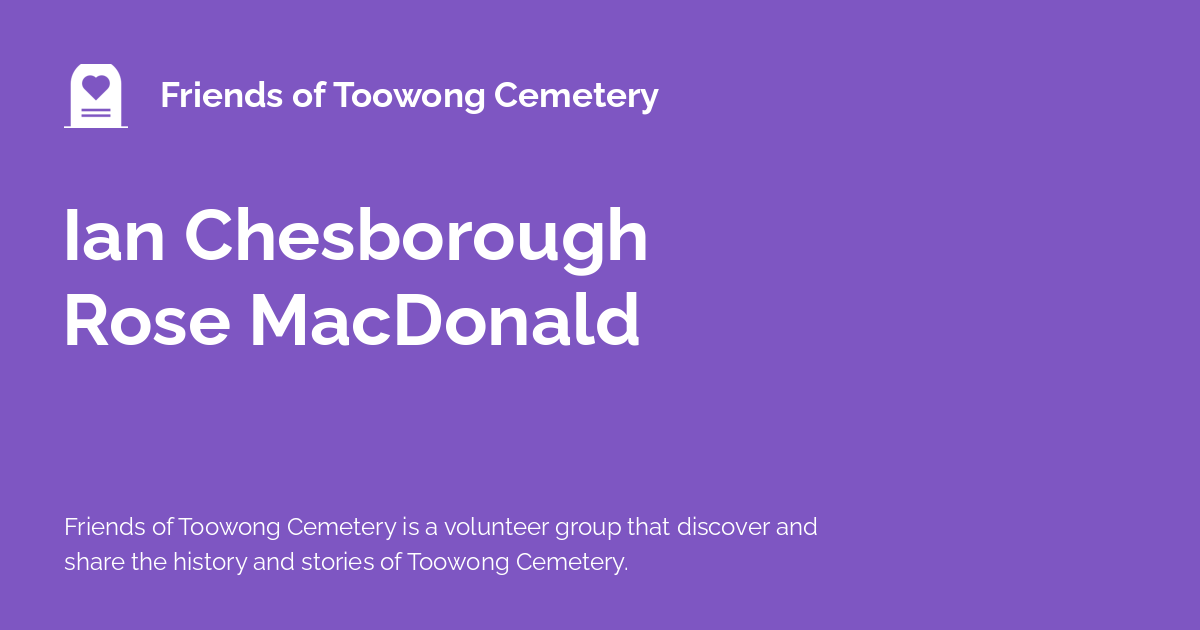 Friends of Toowong Cemetery
Ian Chesborough
Rose MacDonald
Friends of Toowong Cemetery is a volunteer group that discover and
share the history and stories of Toowong Cemetery.